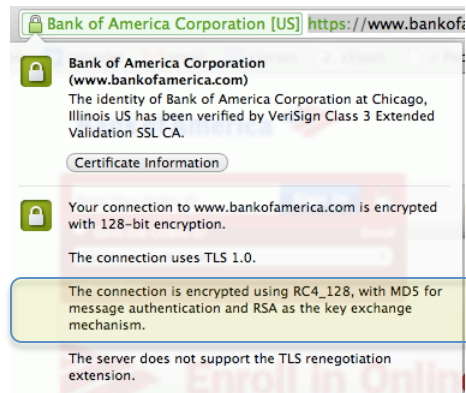 Bank of America Corporation [US] https://www.bankofa
Bank of America Corporation
(www.bankofamerica.com)
The identity of Bank of America Corporation at Chicago,
Illinois US has been verified by VeriSign Class 3 Extended
Validation SSL CA.
Certificate Information
Your connection to www.bankofamerica.com is encrypted
with 128-bit encryption.
The connection uses TLS 1.0.
The connection is encrypted using RC4_128, with MD5 for
message authentication and RSA as the key exchange
mechanism.
The server does not support the TLS renegotiation
extension.
Enroll in Onlin